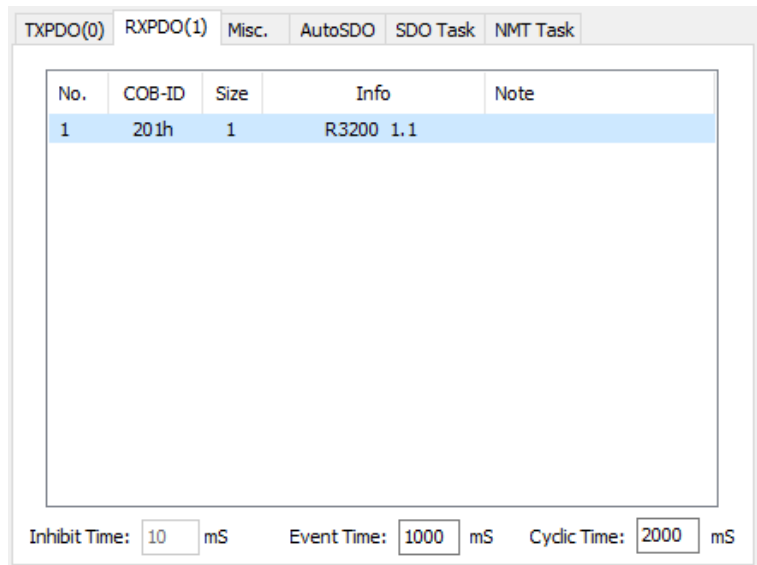 TXPDO(0) RXPDO(1) Misc. AutoSDO SDO Task NMT Task
No. COB-ID Size Info Note
1 201h 1 R3200 1.1
Inhibit Time: 10 mS Event Time: 1000 mS Cyclic Time: 2000 mS